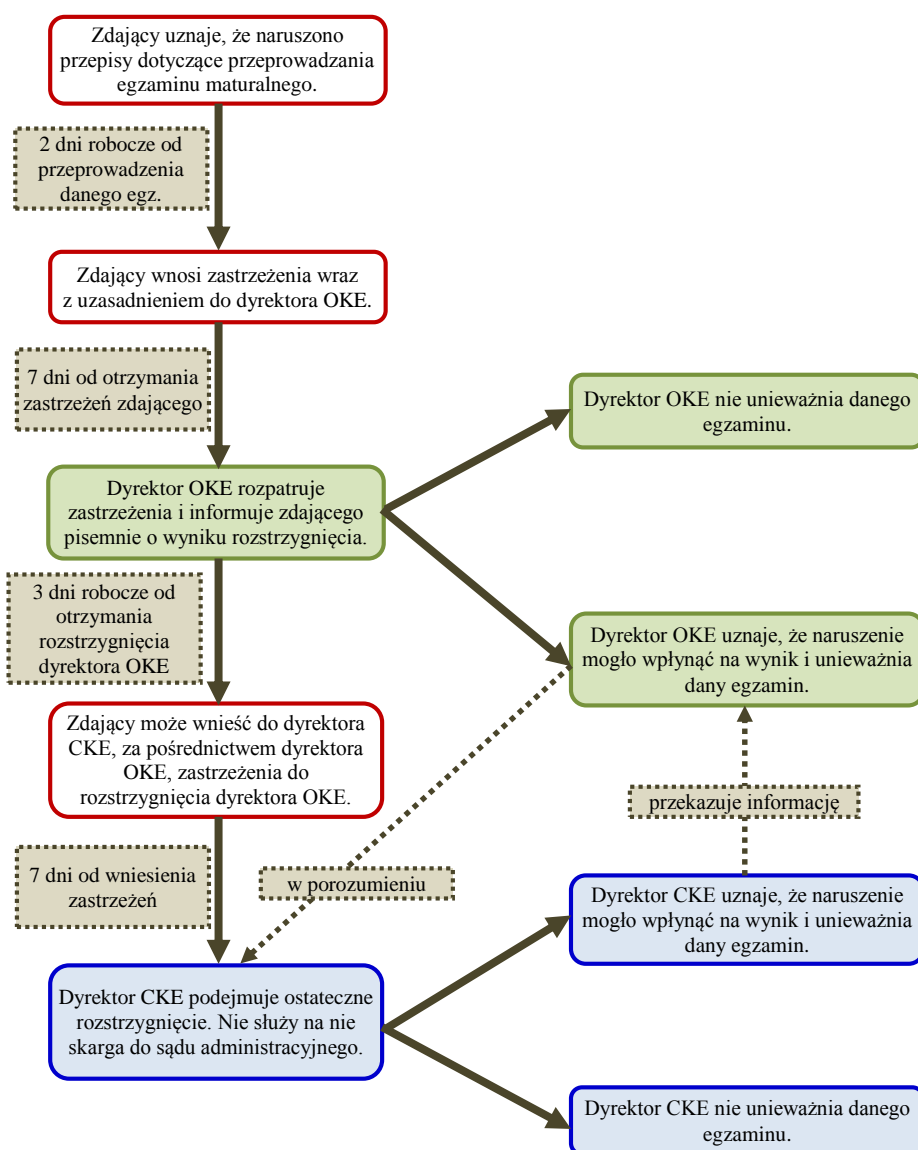 Zdający uznaje, że naruszono
przepisy dotyczące przeprowadzania
egzaminu maturalnego.
2 dni robocze od
przeprowadzenia
danego egz.
Zdający wnosi zastrzeżenia wraz
z uzasadnieniem do dyrektora OKE.
7 dni od otrzymania
zastrzeżeń zdającego
Dyrektor OKE nie unieważnia danego
egzaminu.
Dyrektor OKE rozpatruje
zastrzeżenia i informuje zdającego
pisemnie o wyniku rozstrzygnięcia.
3 dni robocze od
otrzymania
rozstrzygnięcia
dyrektora OKE
Dyrektor OKE uznaje, że naruszenie
mogło wpłynąć na wynik i unieważnia
dany egzamin.
Zdający może wnieść do dyrektora
CKE, za pośrednictwem dyrektora
OKE, zastrzeżenia do
rozstrzygnięcia dyrektora OKE.
przekazuje informację
7 dni od wniesienia
zastrzeżeń
w porozumieniu
Dyrektor CKE uznaje, że naruszenie
mogło wpłynąć na wynik i unieważnia
dany egzamin.
Dyrektor CKE podejmuje ostateczne
rozstrzygnięcie. Nie służy na nie
skarga do sądu administracyjnego.
Dyrektor CKE nie unieważnia danego
egzaminu.